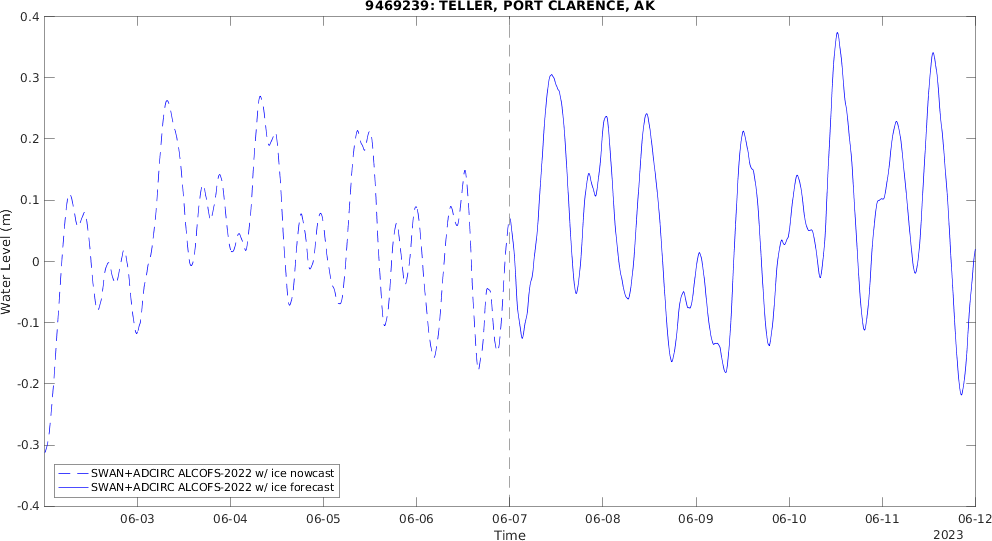 9469239: TELLER, PORT CLARENCE, AK
Water Level (m)
0.4
0.3
0.2
0.1
0
-0.1
-0.2
-0.3
-0.4
SWAN+ADCIRC ALCOFS-2022 w/ ice nowcast
SWAN+ADCIRC ALCOFS-2022 w/ ice forecast
06-03 06-04 06-05 06-06 06-07 06-08 06-09 06-10 06-11 06-12
Time
2023